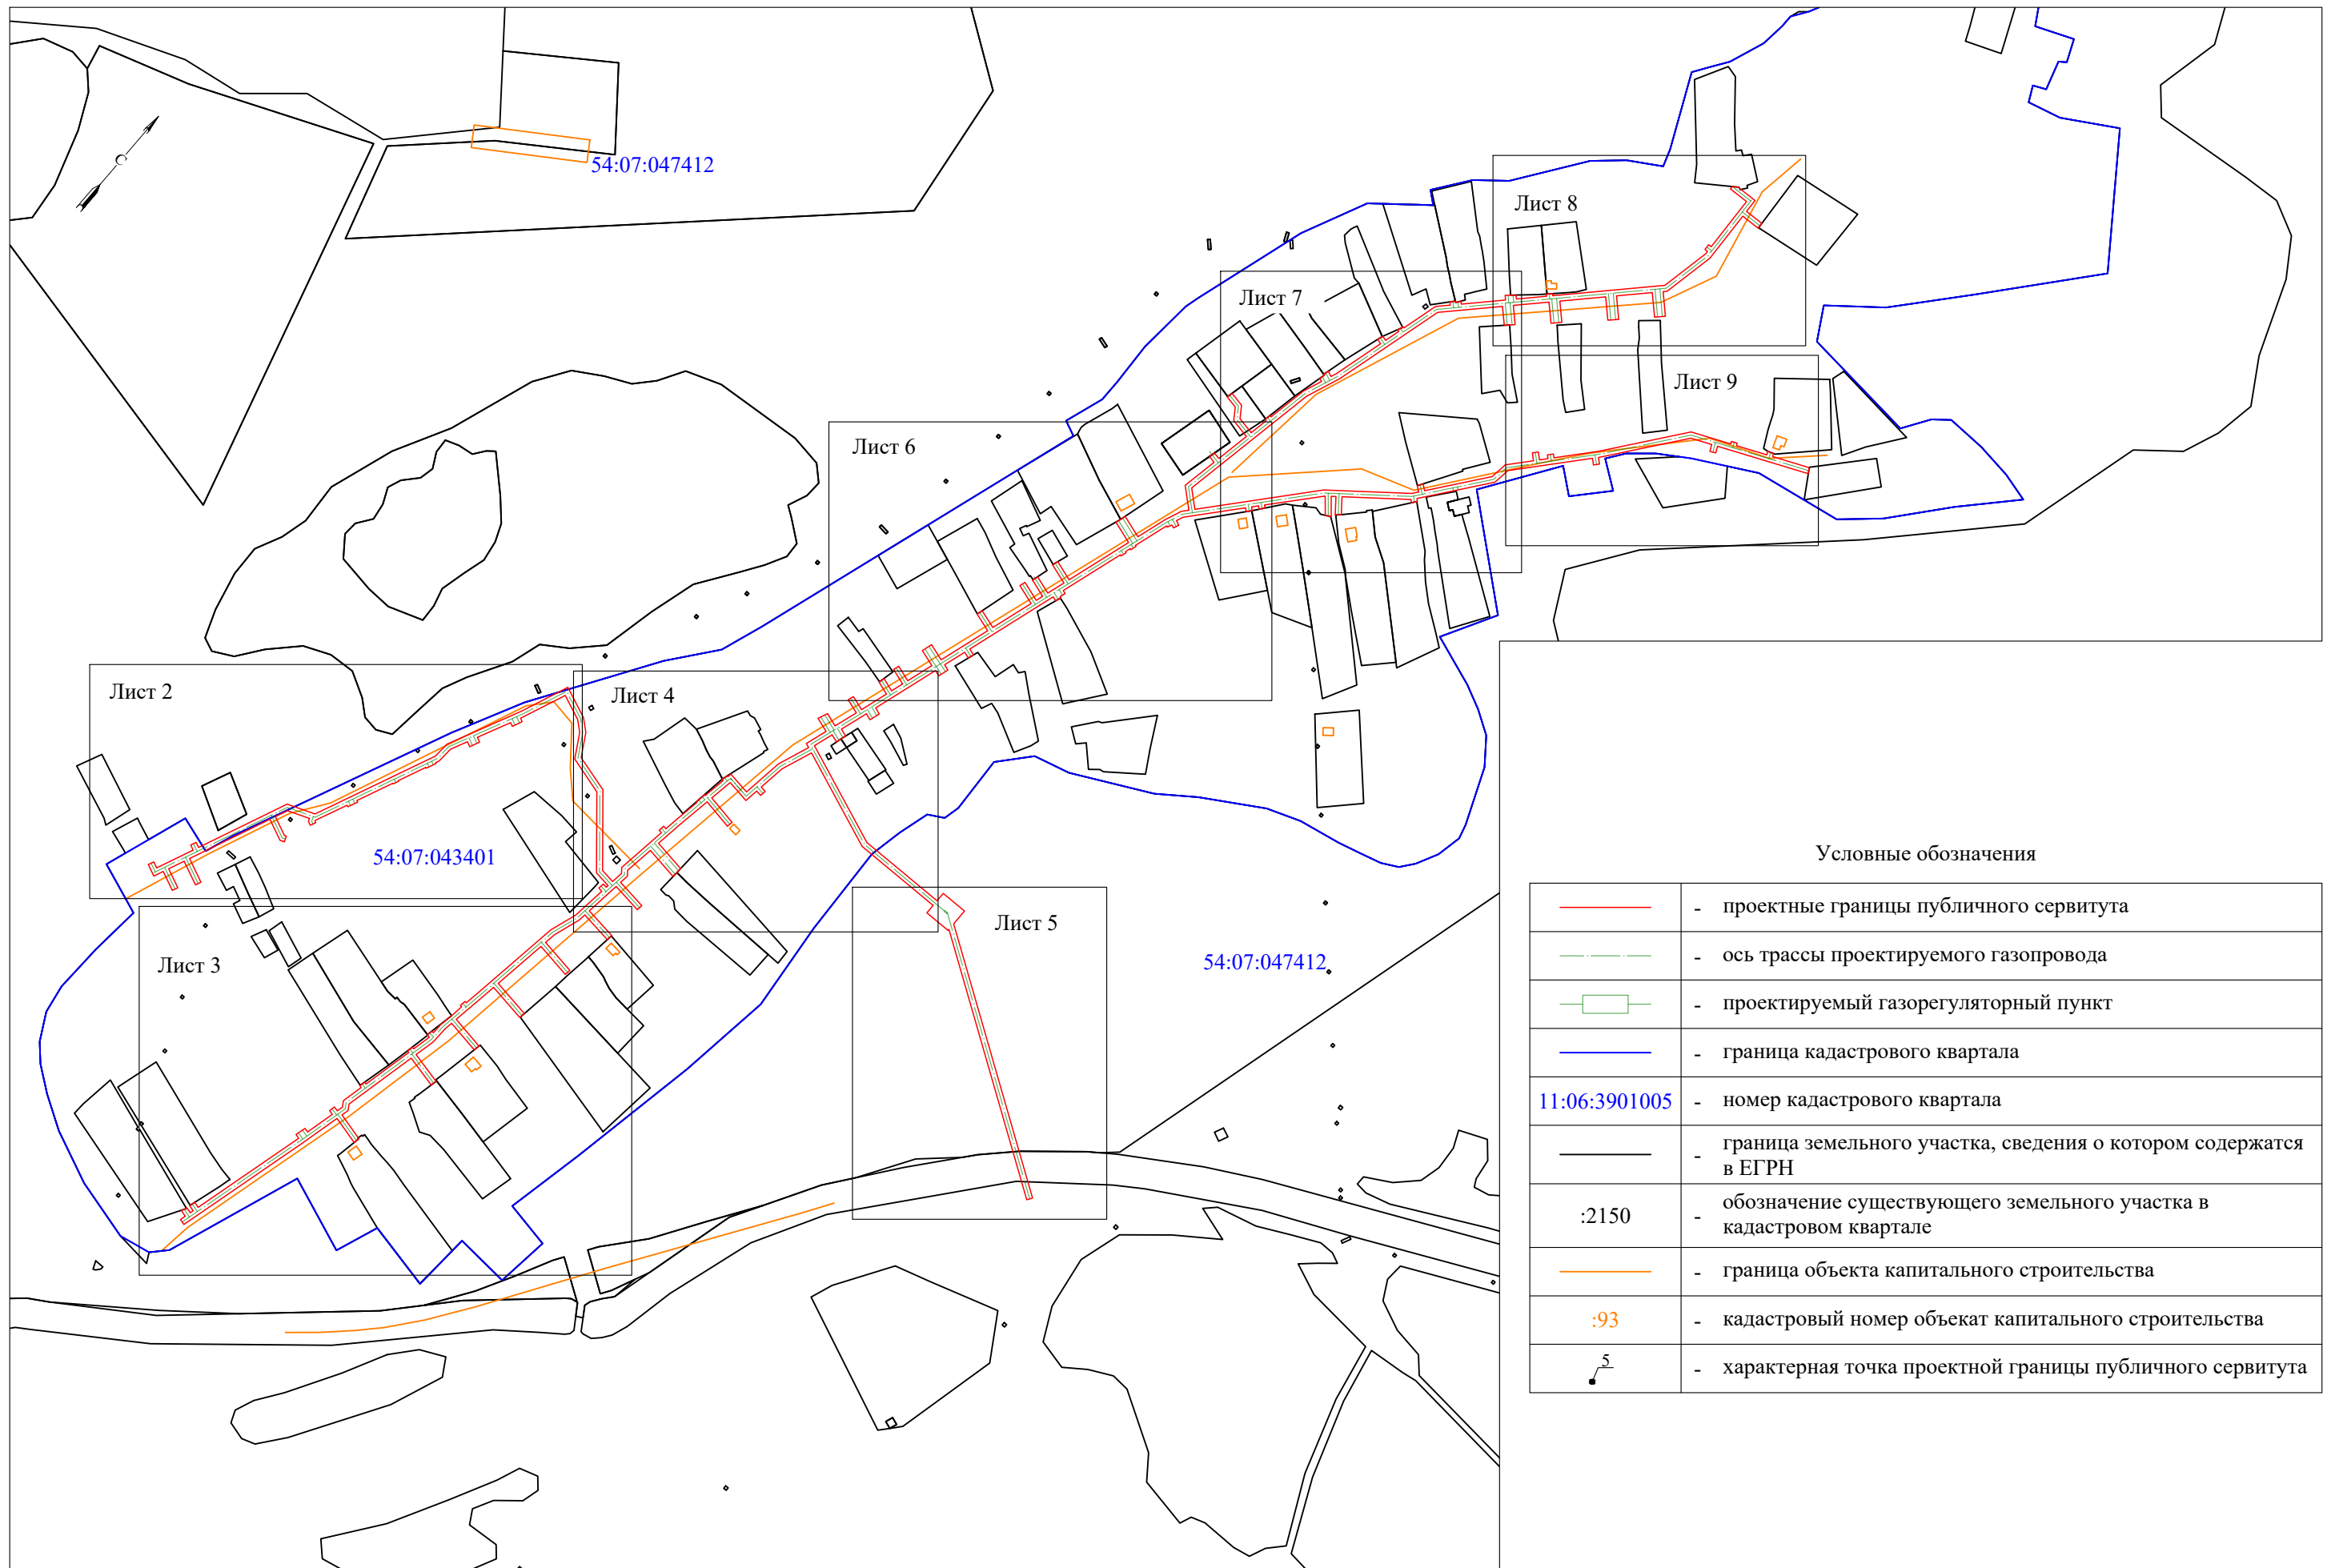 С
54:07:047412
Лист 8
Лист 7
Лист 9
Лист 6
Лист 2
Лист 4
54:07:043401
Лист 5
Лист 3
54:07:047412
Условные обозначения
- проектные границы публичного сервитута
- ось трассы проектируемого газопровода
- проектируемый газорегуляторный пункт
- граница кадастрового квартала
11:06:3901005 - номер кадастрового квартала
- граница земельного участка, сведения о котором содержатся
в ЕГРН
:2150 - обозначение существующего земельного участка в
кадастровом квартале
- граница объекта капитального строительства
:93 - кадастровый номер объекат капитального строительства
5 - характерная точка проектной границы публичного сервитута